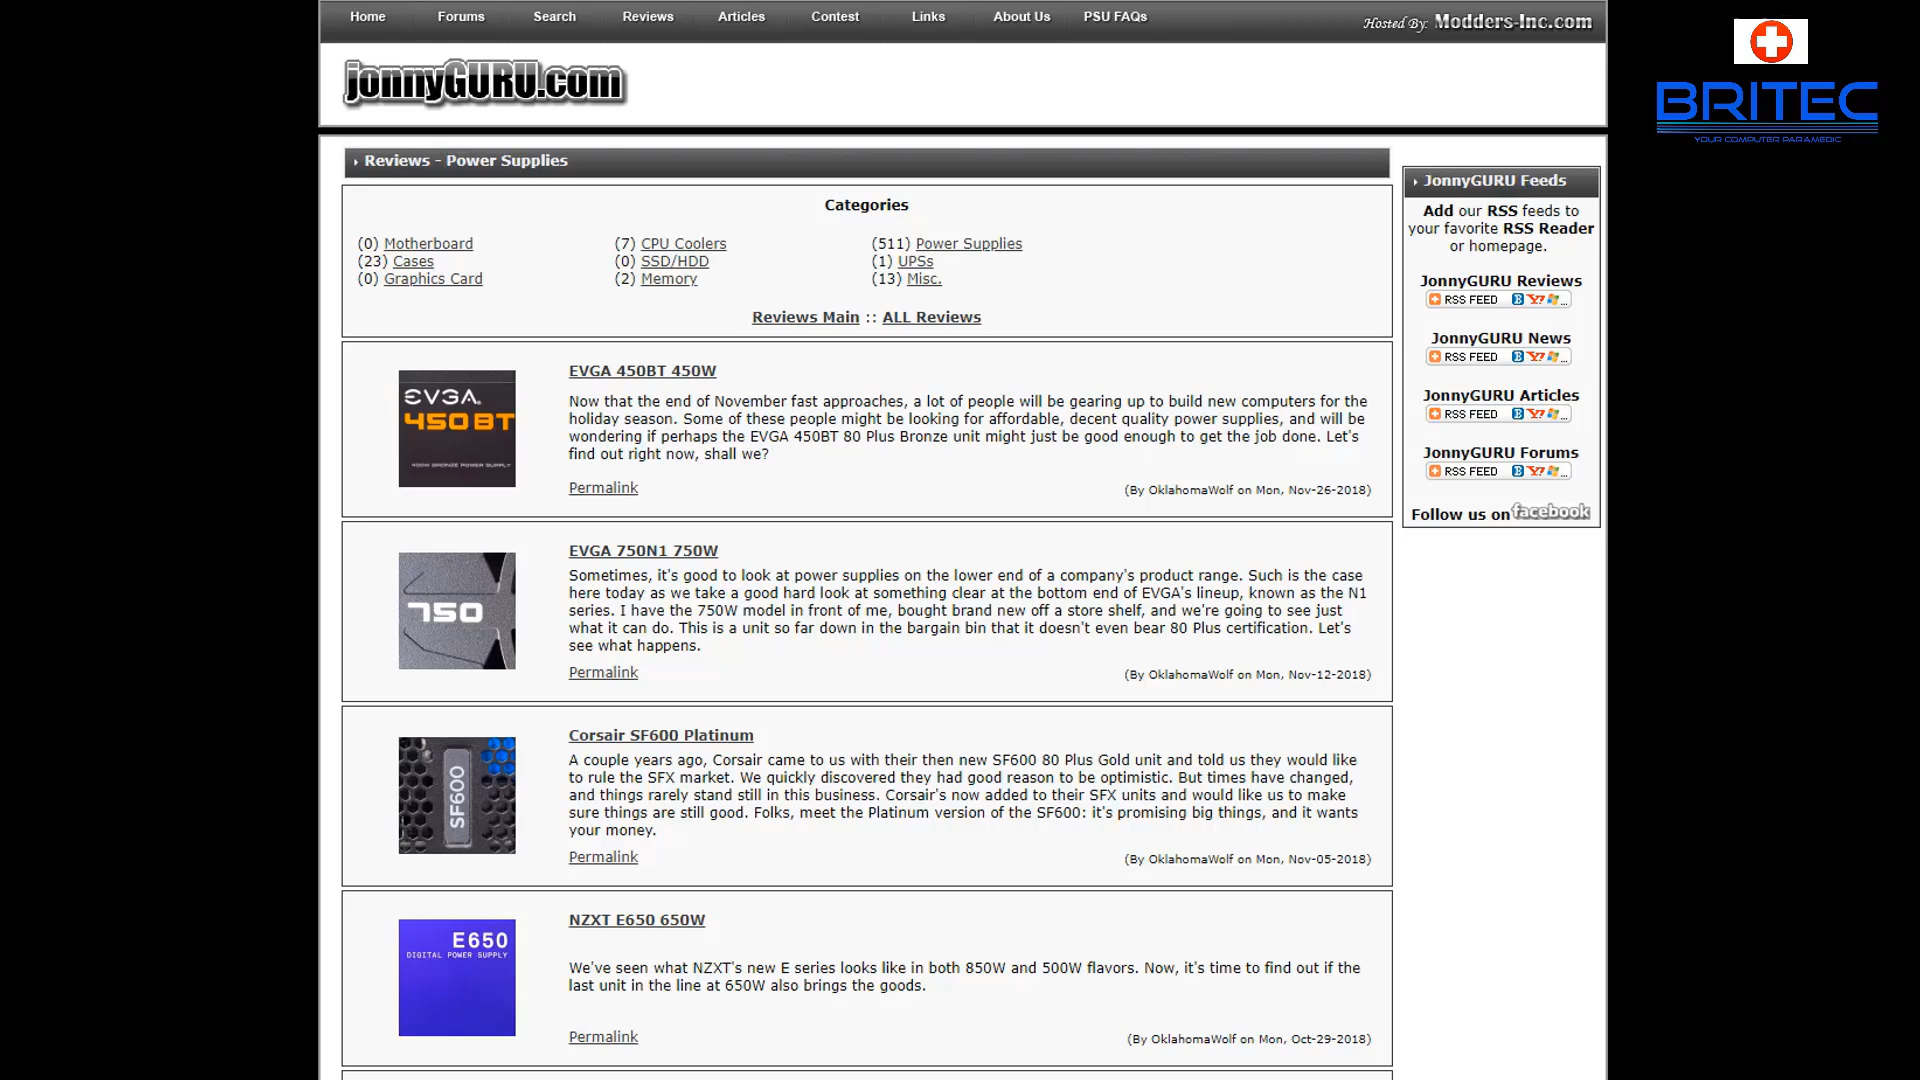 Home Forums Search Reviews Articles Contest Links About Us PSU FAQs
Hosted By: Modders-Inc.com
jonnyGURU.com
BRITEC
YOUR COMPUTER PARAMEDIC
Reviews - Power Supplies
Categories
(0) Motherboard (7) CPU Coolers (511) Power Supplies
(23) Cases (0) SSD/HDD (1) UPSs
(0) Graphics Card (2) Memory (13) Misc.
Reviews Main :: ALL Reviews
EVGA 450BT 450W
EVGA.
450 BT
450W BRONZE POWER SUPPLY
Now that the end of November fast approaches, a lot of people will be gearing up to build new computers for the
holiday season. Some of these people might be looking for affordable, decent quality power supplies, and will be
wondering if perhaps the EVGA 450BT 80 Plus Bronze unit might just be good enough to get the job done. Let's
find out right now, shall we?
Permalink
(By OklahomaWolf on Mon, Nov-26-2018)
EVGA 750N1 750W
750
Sometimes, it's good to look at power supplies on the lower end of a company's product range. Such is the case
here today as we take a good hard look at something clear at the bottom end of EVGA's lineup, known as the N1
series. I have the 750W model in front of me, bought brand new off a store shelf, and we're going to see just
what it can do. This is a unit so far down in the bargain bin that it doesn't even bear 80 Plus certification. Let's
see what happens.
Permalink
(By OklahomaWolf on Mon, Nov-12-2018)
Corsair SF600 Platinum
SF600
A couple years ago, Corsair came to us with their then new SF600 80 Plus Gold unit and told us they would like
to rule the SFX market. We quickly discovered they had good reason to be optimistic. But times have changed,
and things rarely stand still in this business. Corsair's now added to their SFX units and would like us to make
sure things are still good. Folks, meet the Platinum version of the SF600: it's promising big things, and it wants
your money.
Permalink
(By OklahomaWolf on Mon, Nov-05-2018)
NZXT E650 650W
E650
DIGITAL POWER SUPPLY
We've seen what NZXT's new E series looks like in both 850W and 500W flavors. Now, it's time to find out if the
last unit in the line at 650W also brings the goods.
Permalink
(By OklahomaWolf on Mon, Oct-29-2018)
JonnyGURU Feeds
Add our RSS feeds to
your favorite RSS Reader
or homepage.
JonnyGURU Reviews
RSS FEED B Y! ...
JonnyGURU News
RSS FEED B Y! ...
JonnyGURU Articles
RSS FEED B Y! ...
JonnyGURU Forums
RSS FEED B Y! ...
Follow us on facebook